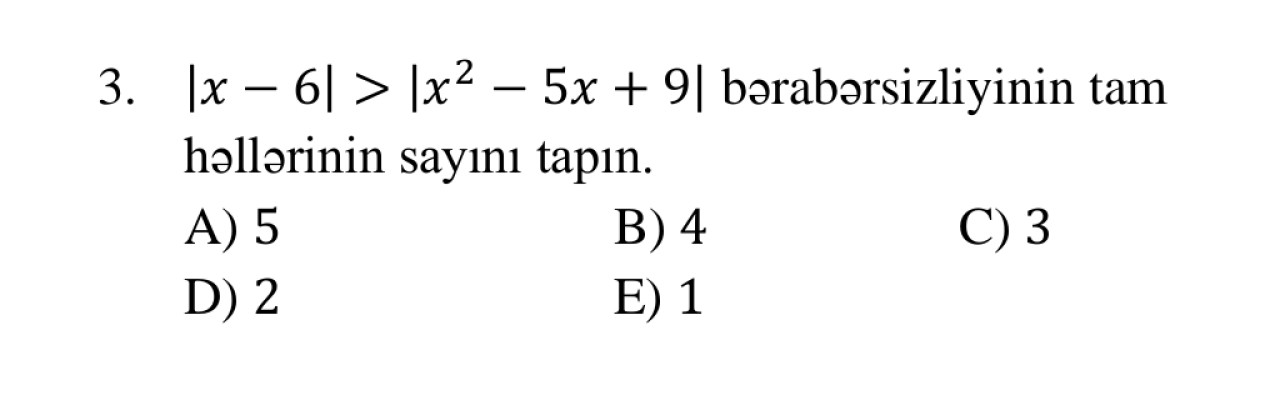 3. |x − 6| > |x² − 5x + 9| bərabərsizliyinin tam
həllərinin sayını tapın.
A) 5 B) 4 C) 3
D) 2 E) 1